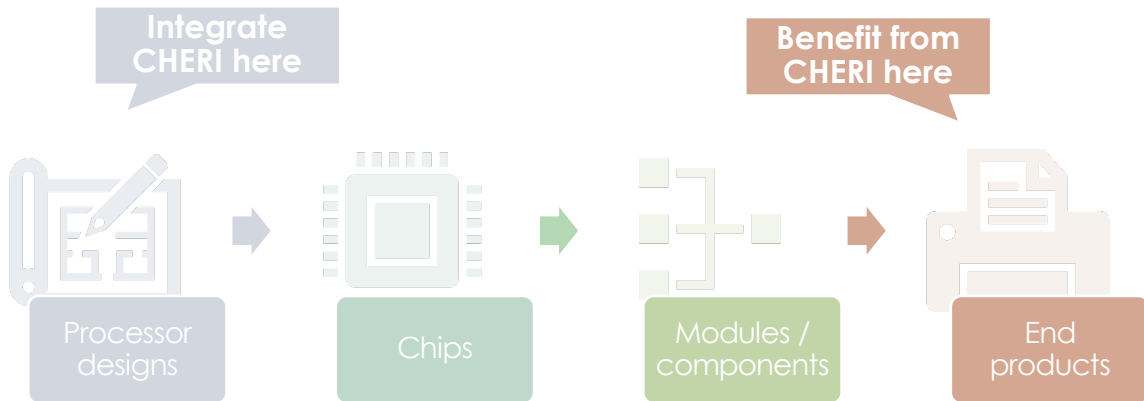 Integrate
CHERI here
Benefit from
CHERI here
Processor
designs
Chips
Modules /
components
End
products